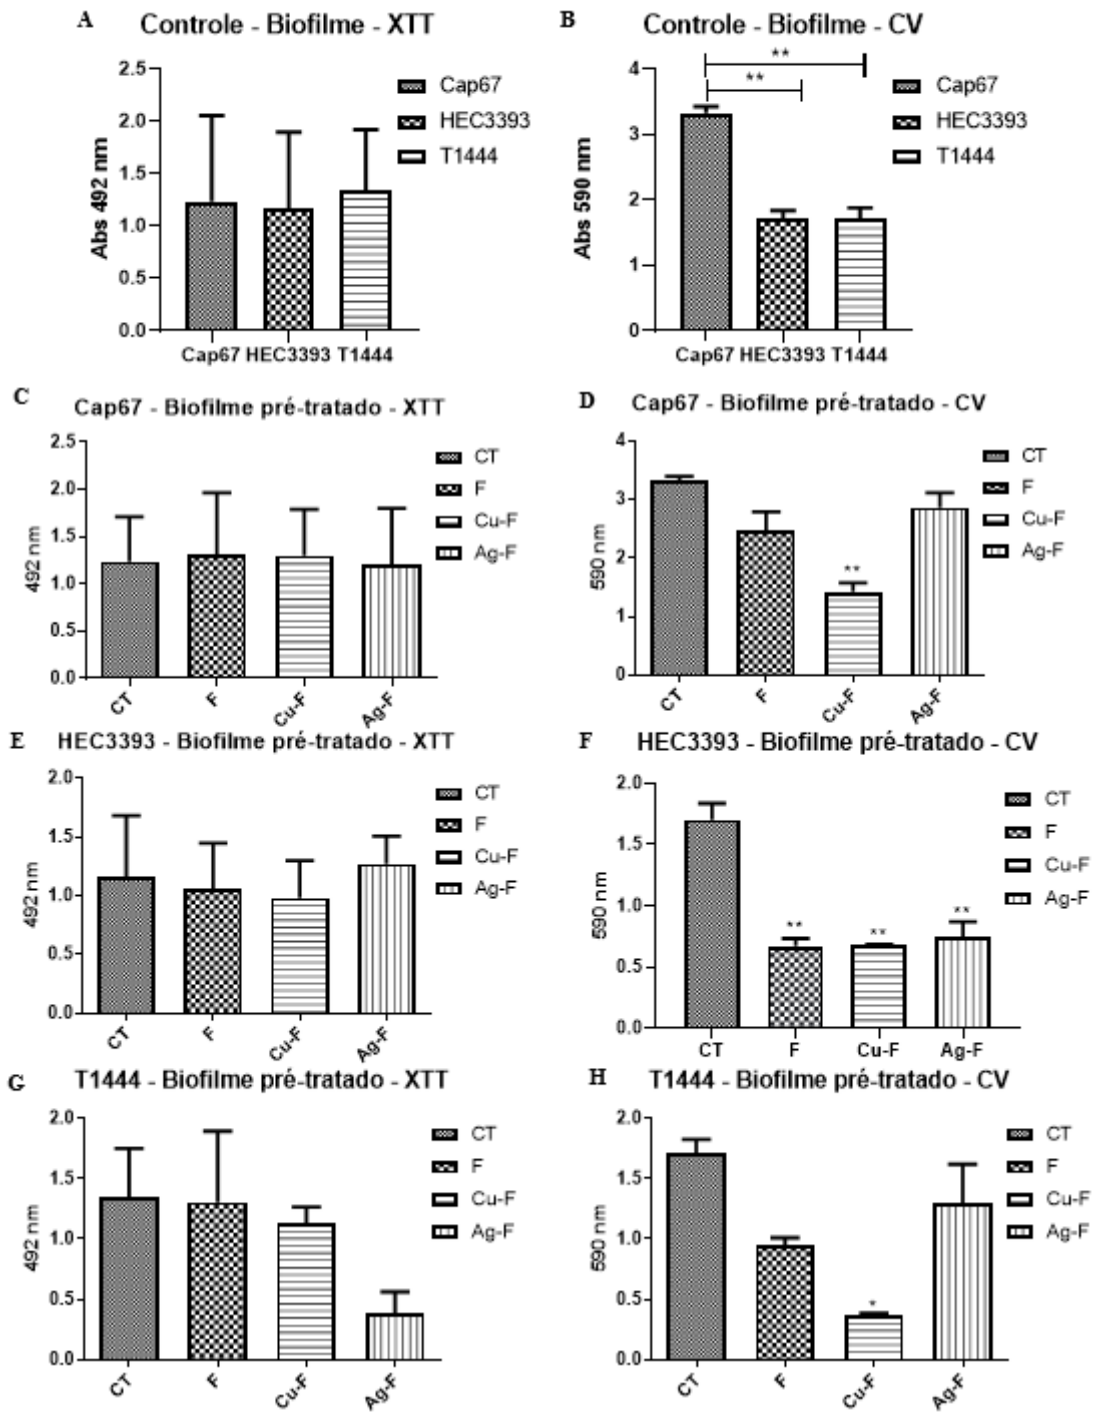 A Controle - Biofilme - XTT
2.5
2.0
1.5
1.0
0.5
0.0
Abs 492 nm
Cap67 HEC3393 T1444
Cap67
HEC3393
T1444
B Controle - Biofilme - CV
**
**
4
3
2
1
0
Abs 590 nm
Cap67 HEC3393 T1444
Cap67
HEC3393
T1444
C Cap67 - Biofilme pré-tratado - XTT
2.5
2.0
1.5
1.0
0.5
0.0
492 nm
CT F Cu-F Ag-F
CT
F
Cu-F
Ag-F
D Cap67 - Biofilme pré-tratado - CV
4
3
2
1
0
590 nm
**
CT F Cu-F Ag-F
CT
F
Cu-F
Ag-F
E HEC3393 - Biofilme pré-tratado - XTT
2.0
1.5
1.0
0.5
0.0
492 nm
CT F Cu-F Ag-F
CT
F
Cu-F
Ag-F
F HEC3393 - Biofilme pré-tratado - CV
2.0
1.5
1.0
0.5
0.0
590 nm
** ** **
CT F Cu-F Ag-F
CT
F
Cu-F
Ag-F
G T1444 - Biofilme pré-tratado - XTT
2.0
1.5
1.0
0.5
0.0
492 nm
CT F Cu-F Ag-F
CT
F
Cu-F
Ag-F
H T1444 - Biofilme pré-tratado - CV
2.0
1.5
1.0
0.5
0.0
590 nm
*
CT F Cu-F Ag-F
CT
F
Cu-F
Ag-F